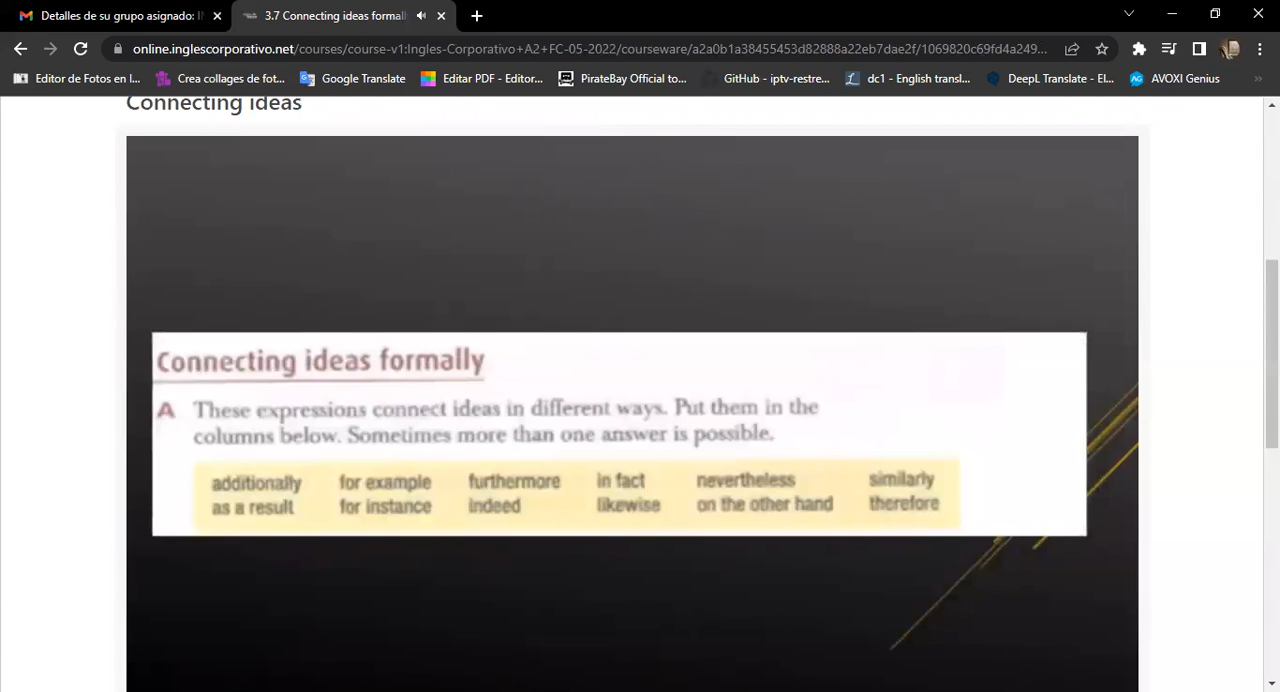 Detalles de su grupo asignado: I
3.7 Connecting ideas formall
online.inglescorporativo.net/courses/course-v1:Ingles-Corporativo+A2+FC-05-2022/courseware/a2a0b1a38455453d82888a22eb7dae2f/1069820c69fd4a249...
Editor de Fotos en l... Crea collages de fot... Google Translate Editar PDF - Editor... PirateBay Official to... GitHub - iptv-restre... dc1 - English transl... DeepL Translate - El... AVOXI Genius »
Connecting ideas
Connecting ideas formally
A These expressions connect ideas in different ways. Put them in the
columns below. Sometimes more than one answer is possible.
additionally for example furthermore in fact nevertheless similarly
as a result for instance indeed likewise on the other hand therefore